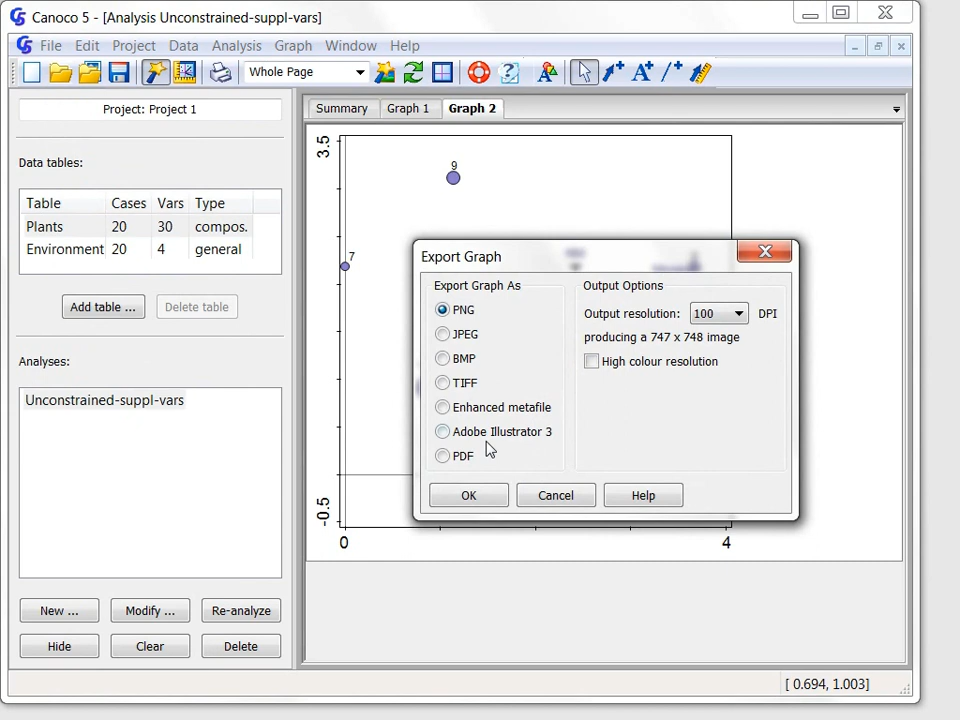 Canoco 5 - [Analysis Unconstrained-suppl-vars]
File Edit Project Data Analysis Graph Window Help
Whole Page
Project: Project 1
Summary Graph 1 Graph 2
Data tables:
Table Cases Vars Type
Plants 20 30 compos.
Environment 20 4 general
Add table ... Delete table
Analyses:
Unconstrained-suppl-vars
New ... Modify ... Re-analyze
Hide Clear Delete
3.5
9
7
-0.5
0 4
Export Graph
Export Graph As
PNG
JPEG
BMP
TIFF
Enhanced metafile
Adobe Illustrator 3
PDF
Output Options
Output resolution: 100 DPI
producing a 747 x 748 image
High colour resolution
OK Cancel Help
[ 0.694, 1.003]